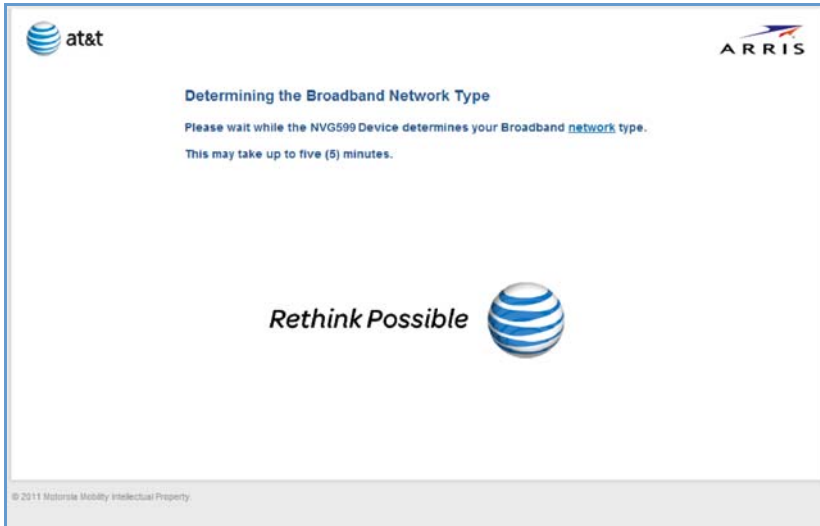 at&t
ARRIS
Determining the Broadband Network Type
Please wait while the NVG599 Device determines your Broadband network type.
This may take up to five (5) minutes.
Rethink Possible
© 2011 Motorola Mobility Intellectual Property.